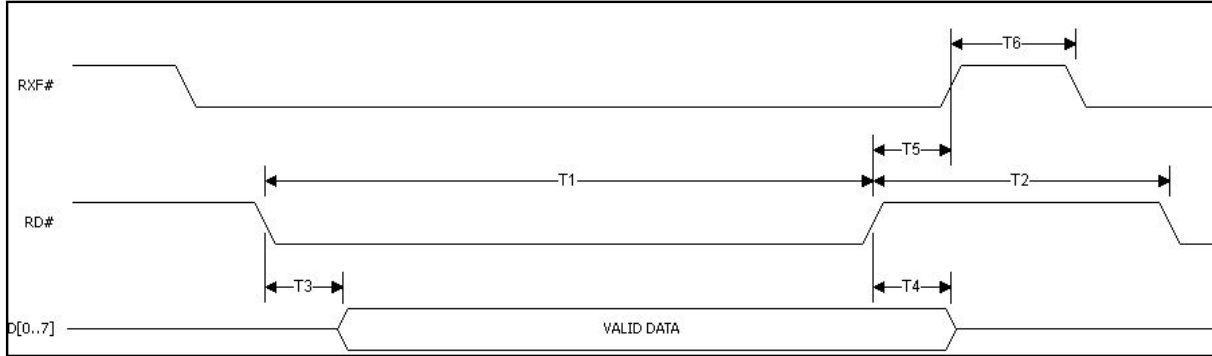 T6
RXF#
T5
T1
T2
RD#
T3
T4
D[0..7]
VALID DATA